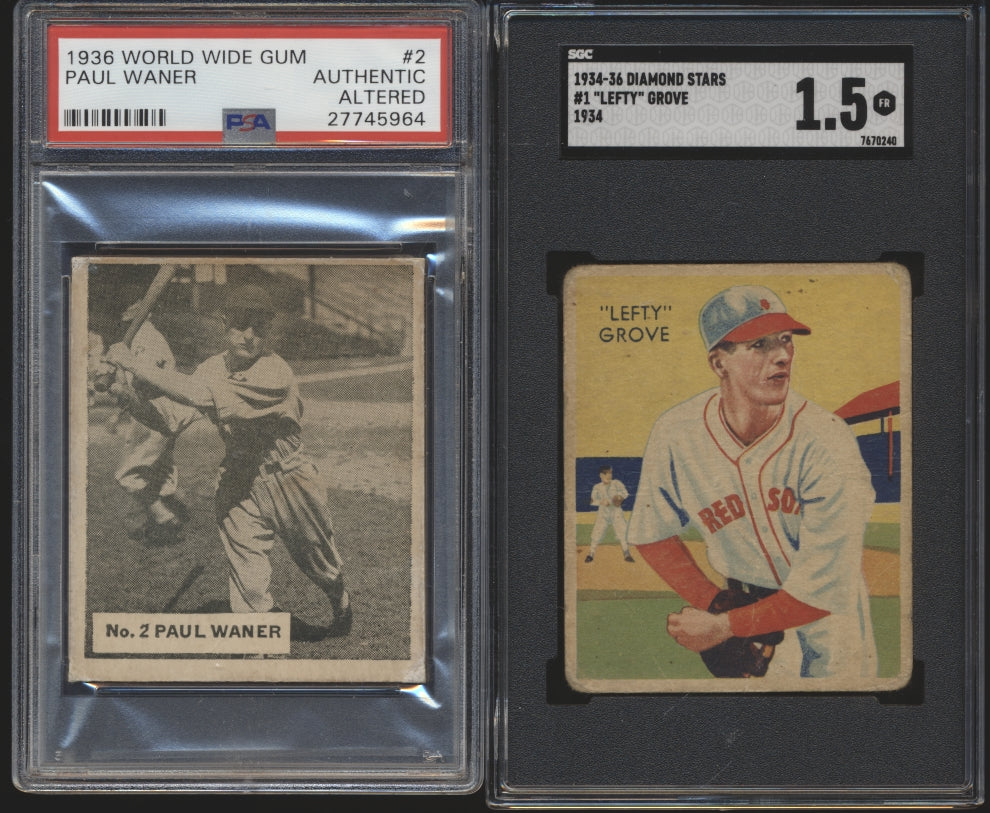 1936 WORLD WIDE GUM #2
PAUL WANER AUTHENTIC
ALTERED
PSA 27745964
No. 2 PAUL WANER
SGC
1934-36 DIAMOND STARS
#1 "LEFTY" GROVE
1934
1.5 FR
7670240
"LEFTY"
GROVE
RED SOX